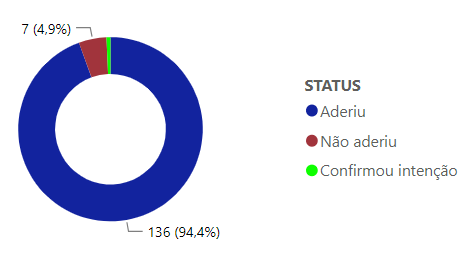 7 (4,9%)
136 (94,4%)
STATUS
Aderiu
Não aderiu
Confirmou intenção